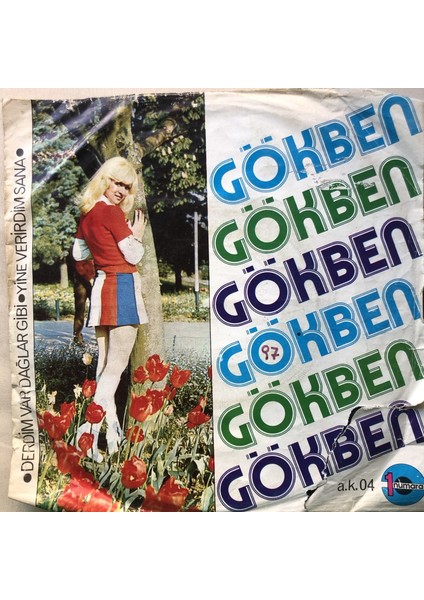 • DERDİM VAR DAĞLAR GİBİ • YİNE VERİRDİM SANA •
GÖKBEN
GÖKBEN
GÖKBEN
GÖKBEN
97
GÖKBEN
GÖKBEN
a.k.04
1 numara